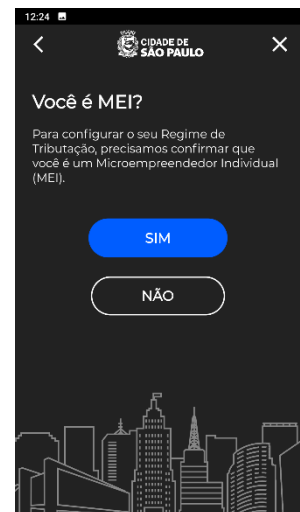 12:24
CIDADE DE
SÃO PAULO
Você é MEI?
Para configurar o seu Regime de
Tributação, precisamos confirmar que
você é um Microempreendedor Individual
(MEI).
SIM
NÃO